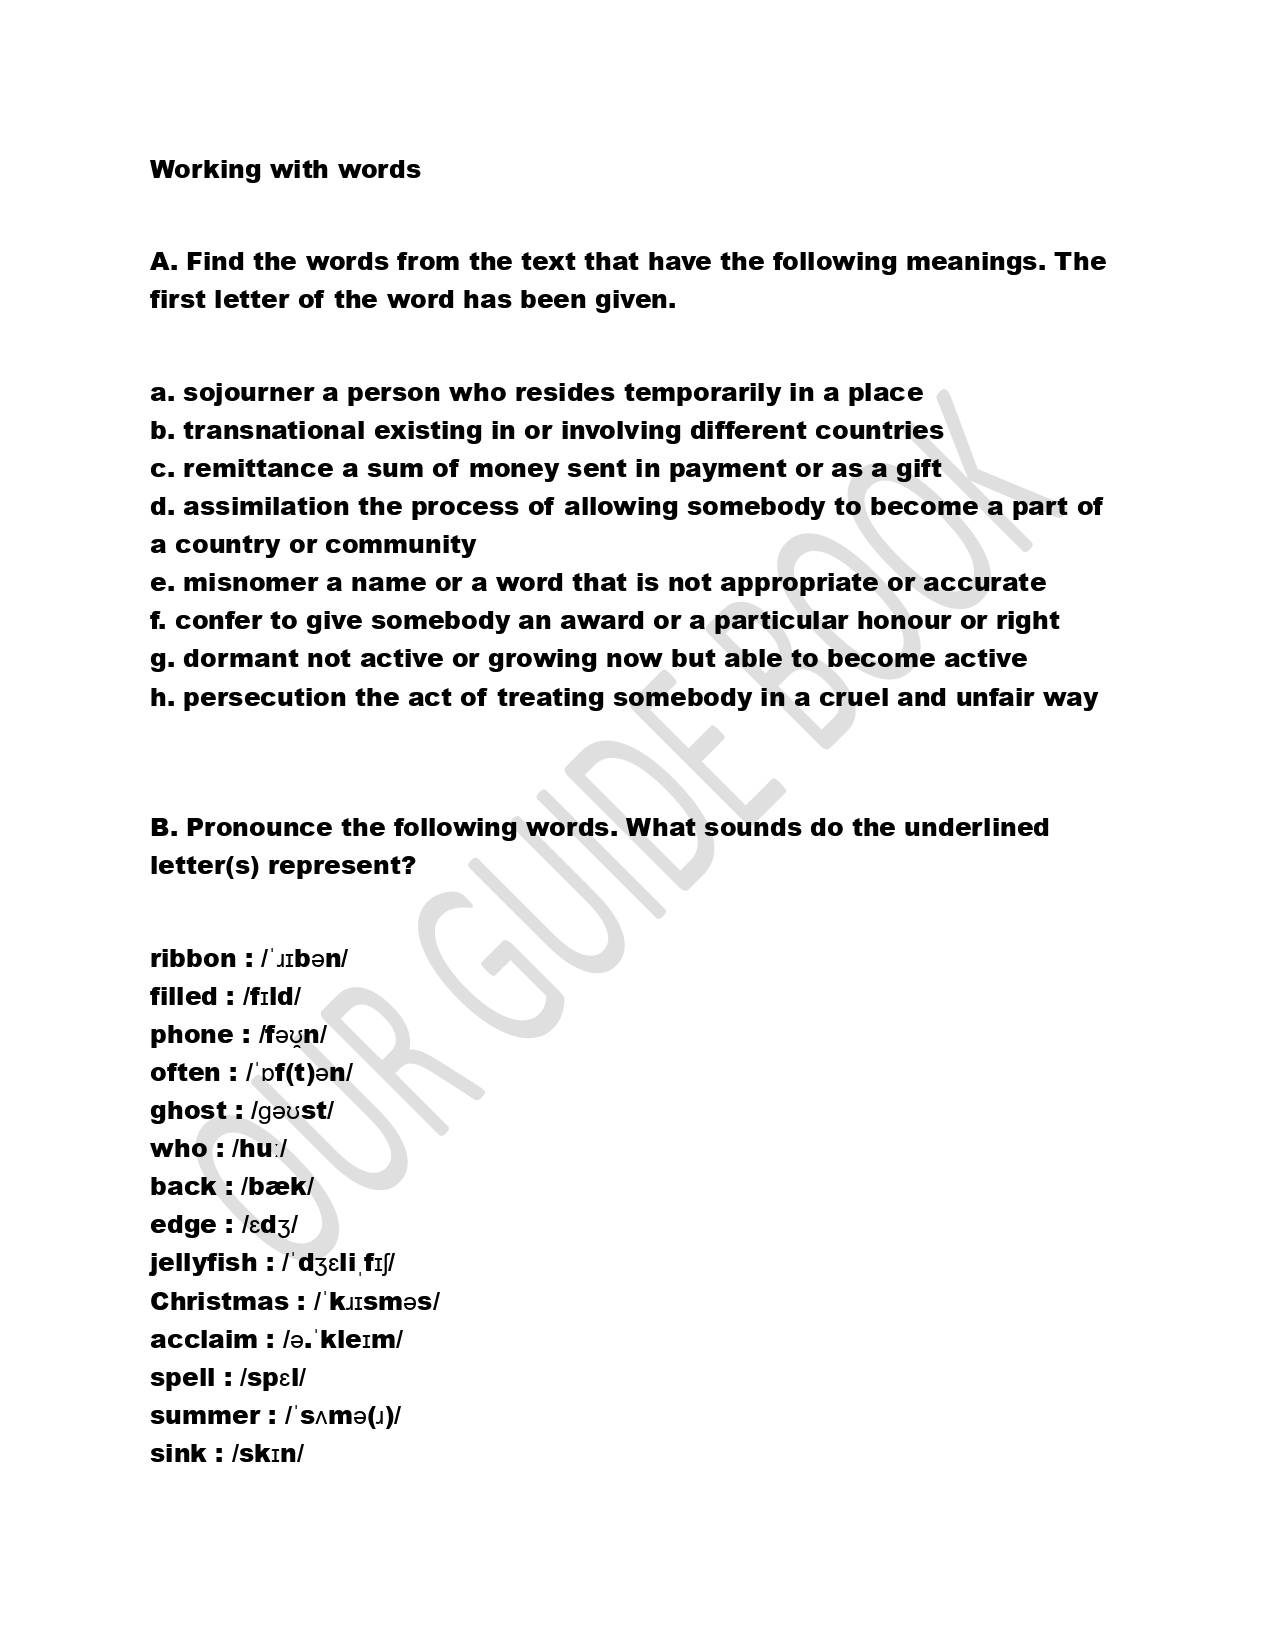 Working with words
A. Find the words from the text that have the following meanings. The
first letter of the word has been given.
a. sojourner a person who resides temporarily in a place
b. transnational existing in or involving different countries
c. remittance a sum of money sent in payment or as a gift
d. assimilation the process of allowing somebody to become a part of
a country or community
e. misnomer a name or a word that is not appropriate or accurate
f. confer to give somebody an award or a particular honour or right
g. dormant not active or growing now but able to become active
h. persecution the act of treating somebody in a cruel and unfair way
B. Pronounce the following words. What sounds do the underlined
letter(s) represent?
ribbon : /ˈɹɪbən/
filled : /fɪld/
phone : /fəʊ̯n/
often : /ˈɒf(t)ən/
ghost : /ɡəʊst/
who : /huː/
back : /bæk/
edge : /ɛdʒ/
jellyfish : /ˈdʒɛliˌfɪʃ/
Christmas : /ˈkɹɪsməs/
acclaim : /ə.ˈkleɪm/
spell : /spɛl/
summer : /ˈsʌmə(ɹ)/
sink : /skɪn/
OUR GUIDE BOOK